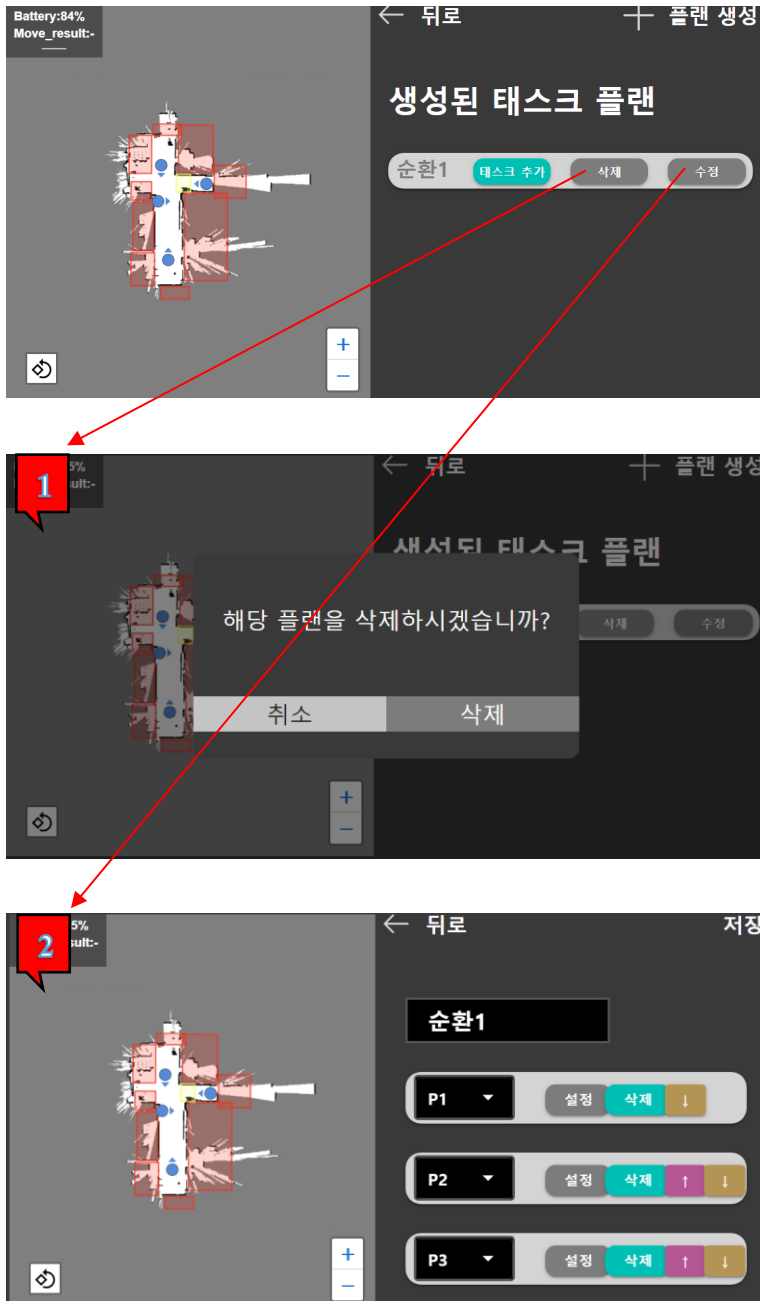 Battery:84%
Move_result:-
← 뒤로
+ 플랜 생성
생성된 태스크 플랜
순환1 태스크 추가 삭제 수정
+
−
1
5%
ult:-
← 뒤로
+ 플랜 생성
생성된 태스크 플랜
해당 플랜을 삭제하시겠습니까?
삭제 수정
취소 삭제
+
−
2
5%
sult:-
← 뒤로
저장
순환1
P1 설정 삭제 ↓
P2 설정 삭제 ↑ ↓
P3 설정 삭제 ↑ ↓
+
−